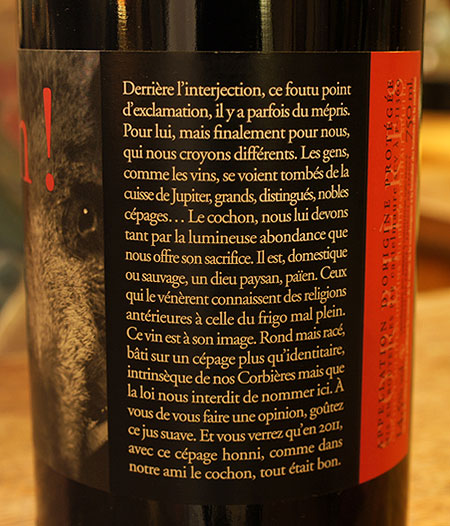 n!
Derrière l'interjection, ce foutu point
d'exclamation, il y a parfois du mépris.
Pour lui, mais finalement pour nous,
qui nous croyons différents. Les gens,
comme les vins, se voient tombés de la
cuisse de Jupiter, grands, distingués, nobles
cépages… Le cochon, nous lui devons
tant par la lumineuse abondance que
nous offre son sacrifice. Il est, domestique
ou sauvage, un dieu paysan, païen. Ceux
qui le vénèrent connaissent des religions
antérieures à celle du frigo mal plein.
Ce vin est à son image. Rond mais racé,
bâti sur un cépage plus qu'identitaire,
intrinsèque de nos Corbières mais que
la loi nous interdit de nommer ici. À
vous de vous faire une opinion, goûtez
ce jus suave. Et vous verrez qu'en 2011,
avec ce cépage honni, comme dans
notre ami le cochon, tout était bon.
APPELLATION D'ORIGINE PROTÉGÉE
750 ml